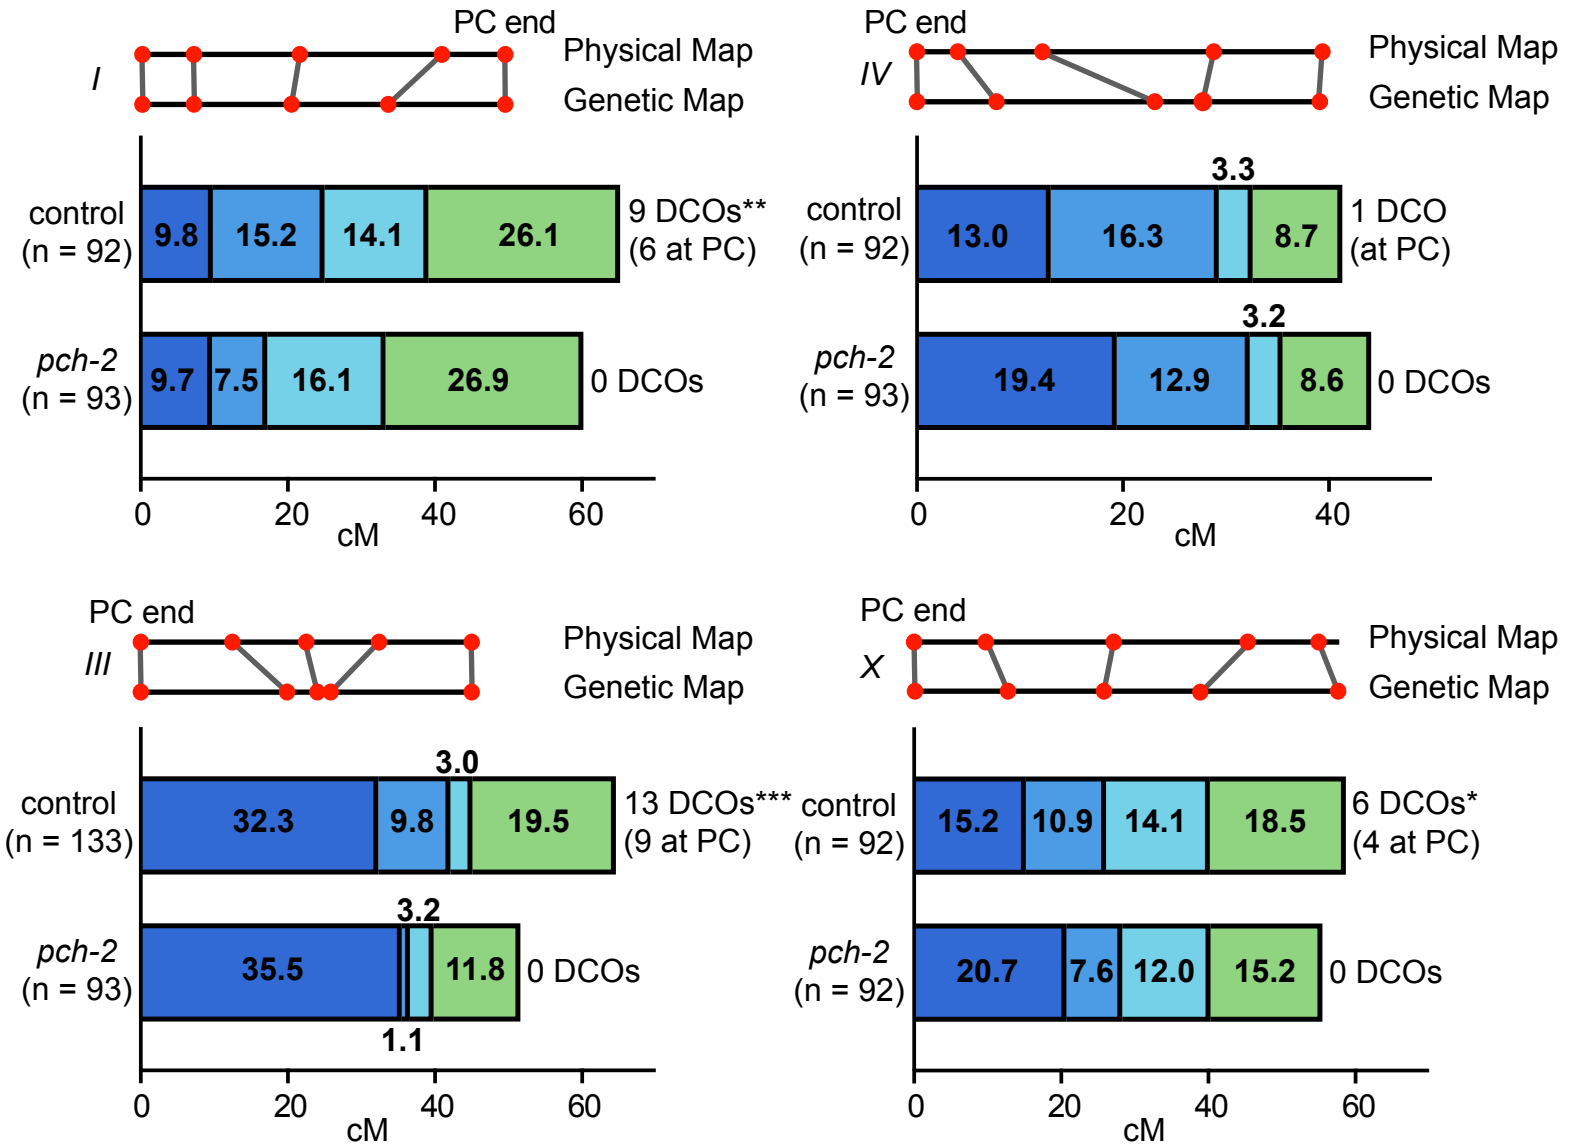 PC end
Physical Map
I
Genetic Map
control
(n = 92)
9.8
15.2
14.1
26.1
9 DCOs**
(6 at PC)
pch-2
(n = 93)
9.7
7.5
16.1
26.9
0 DCOs
0
20
40
60
cM
PC end
Physical Map
IV
Genetic Map
3.3
control
(n = 92)
13.0
16.3
8.7
1 DCO
(at PC)
3.2
pch-2
(n = 93)
19.4
12.9
8.6
0 DCOs
0
20
40
cM
PC end
Physical Map
III
Genetic Map
3.0
control
(n = 133)
32.3
9.8
19.5
13 DCOs***
(9 at PC)
3.2
pch-2
(n = 93)
35.5
11.8
0 DCOs
1.1
0
20
40
60
cM
PC end
Physical Map
X
Genetic Map
control
(n = 92)
15.2
10.9
14.1
18.5
6 DCOs*
(4 at PC)
pch-2
(n = 92)
20.7
7.6
12.0
15.2
0 DCOs
0
20
40
60
cM